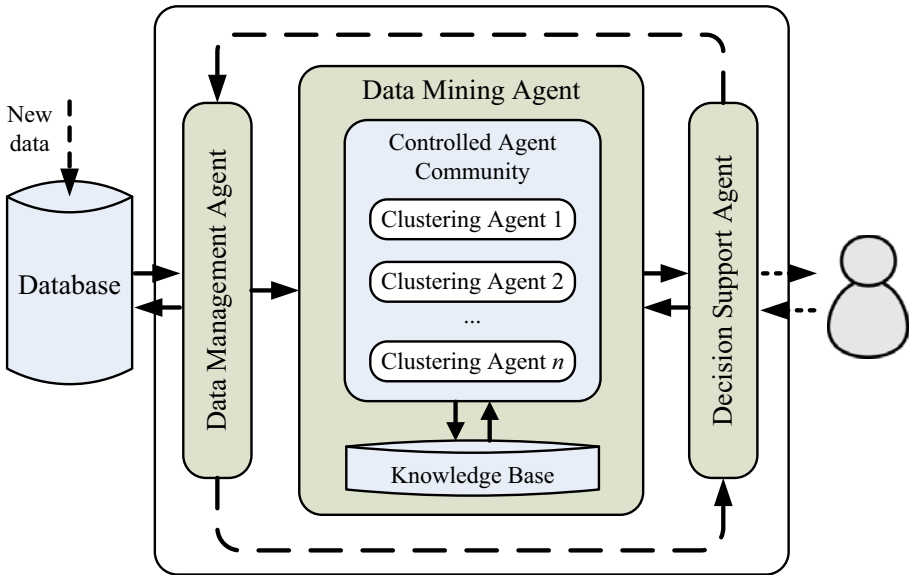 New
data
Database
Data Management Agent
Data Mining Agent
Controlled Agent
Community
Clustering Agent 1
Clustering Agent 2
...
Clustering Agent n
Knowledge Base
Decision Support Agent